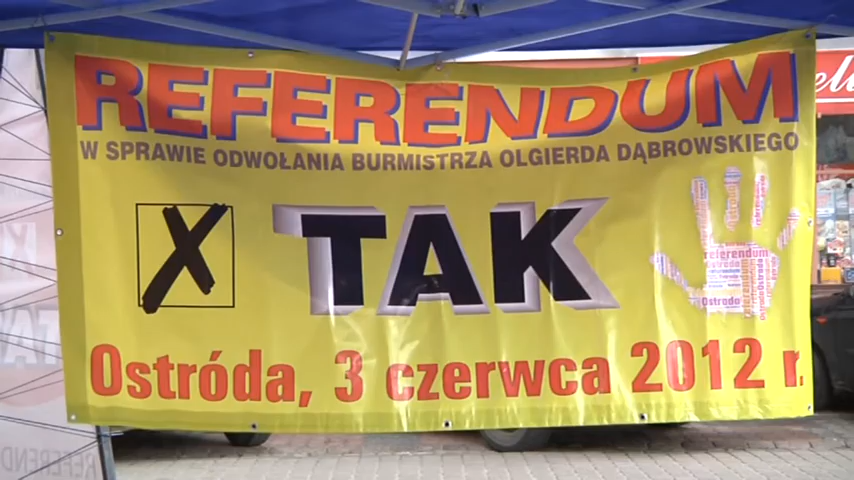 REFERENDUM
W SPRAWIE ODWOŁANIA BURMISTRZA OLGIERDA DĄBROWSKIEGO
X TAK
referendum
Ostróda
Ostróda, 3 czerwca 2012 r.